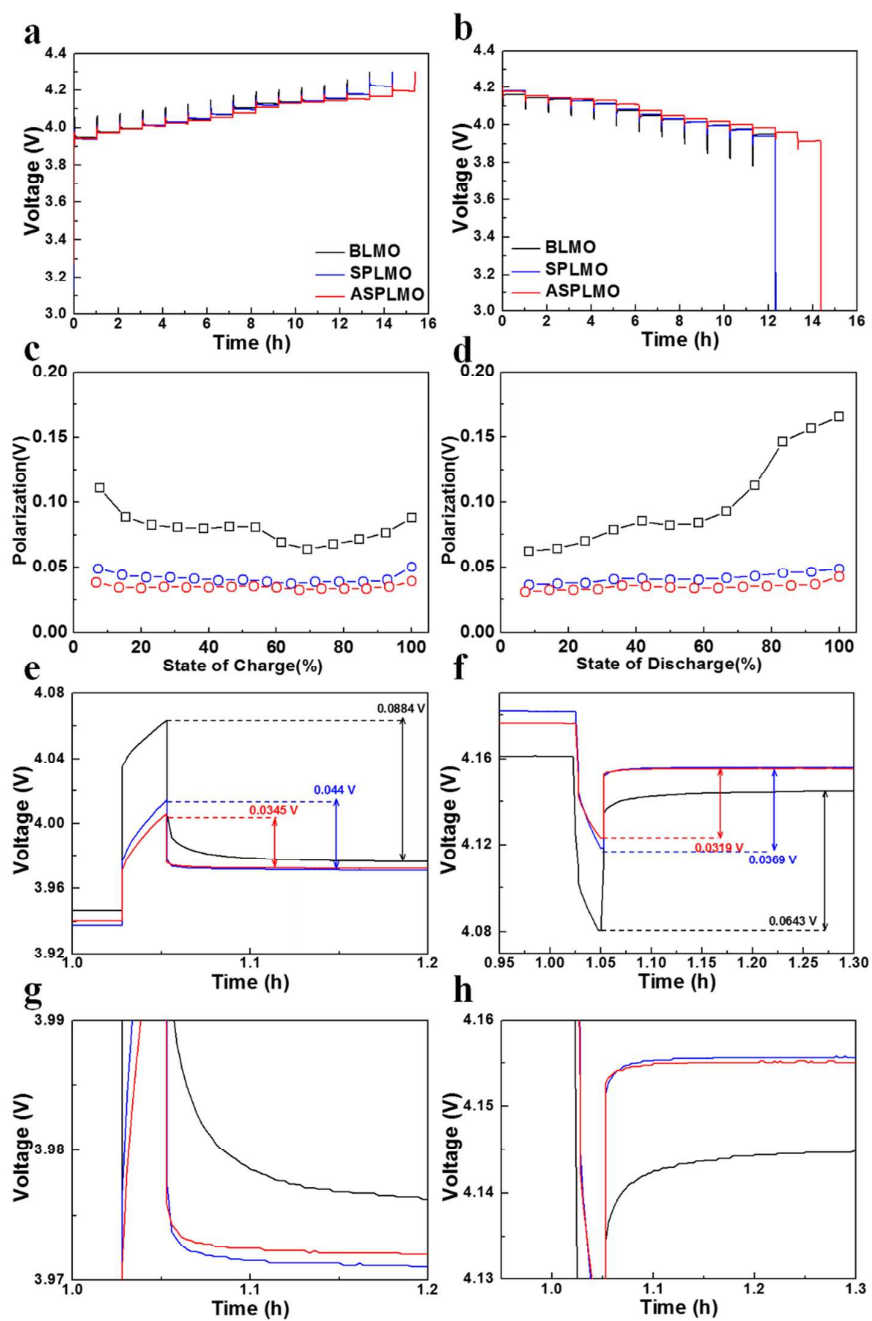 a
4.4
4.2
4.0
3.8
3.6
3.4
3.2
3.0
Voltage (V)
BLMO
SPLMO
ASPLMO
0 2 4 6 8 10 12 14 16
Time (h)
b
4.4
4.2
4.0
3.8
3.6
3.4
3.2
3.0
Voltage (V)
BLMO
SPLMO
ASPLMO
0 2 4 6 8 10 12 14 16
Time (h)
c
0.20
0.15
0.10
0.05
0.00
Polarization(V)
0 20 40 60 80 100
State of Charge(%)
d
0.20
0.15
0.10
0.05
0.00
Polarization(V)
0 20 40 60 80 100
State of Discharge(%)
e
4.08
4.04
4.00
3.96
3.92
Voltage (V)
0.0884 V
0.044 V
0.0345 V
1.0 1.1 1.2
Time (h)
f
4.16
4.12
4.08
Voltage (V)
0.0319 V
0.0369 V
0.0643 V
0.95 1.00 1.05 1.10 1.15 1.20 1.25 1.30
Time (h)
g
3.99
3.98
3.97
Voltage (V)
1.0 1.1 1.2
Time (h)
h
4.16
4.15
4.14
4.13
Voltage (V)
1.0 1.1 1.2 1.3
Time (h)